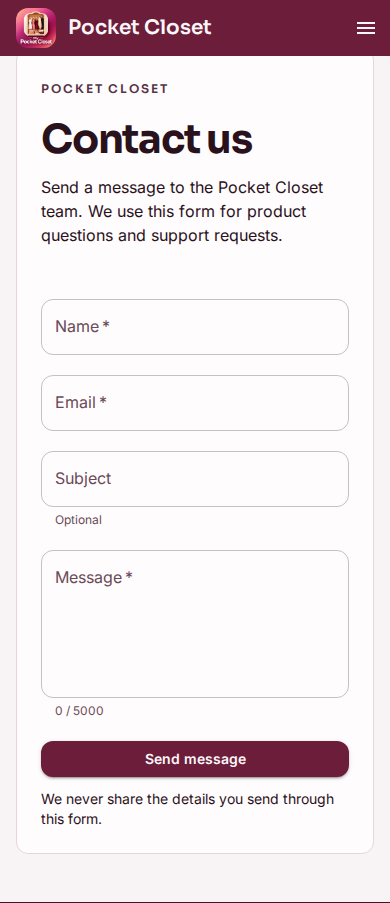 Pocket Closet
Pocket Closet
POCKET CLOSET
Contact us
Send a message to the Pocket Closet
team. We use this form for product
questions and support requests.
Name *
Email *
Subject
Optional
Message *
0 / 5000
Send message
We never share the details you send through
this form.